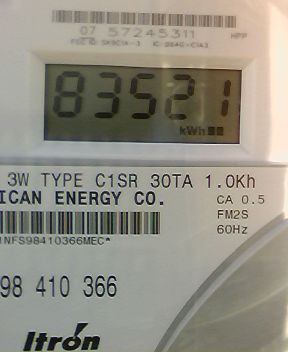 07 57245311
83521
kWh
3W TYPE C1SR 30TA 1.0Kh
ICAN ENERGY CO.
CA 0.5
FM2S
60Hz
1NFS98410366MEC*
98 410 366
Itron